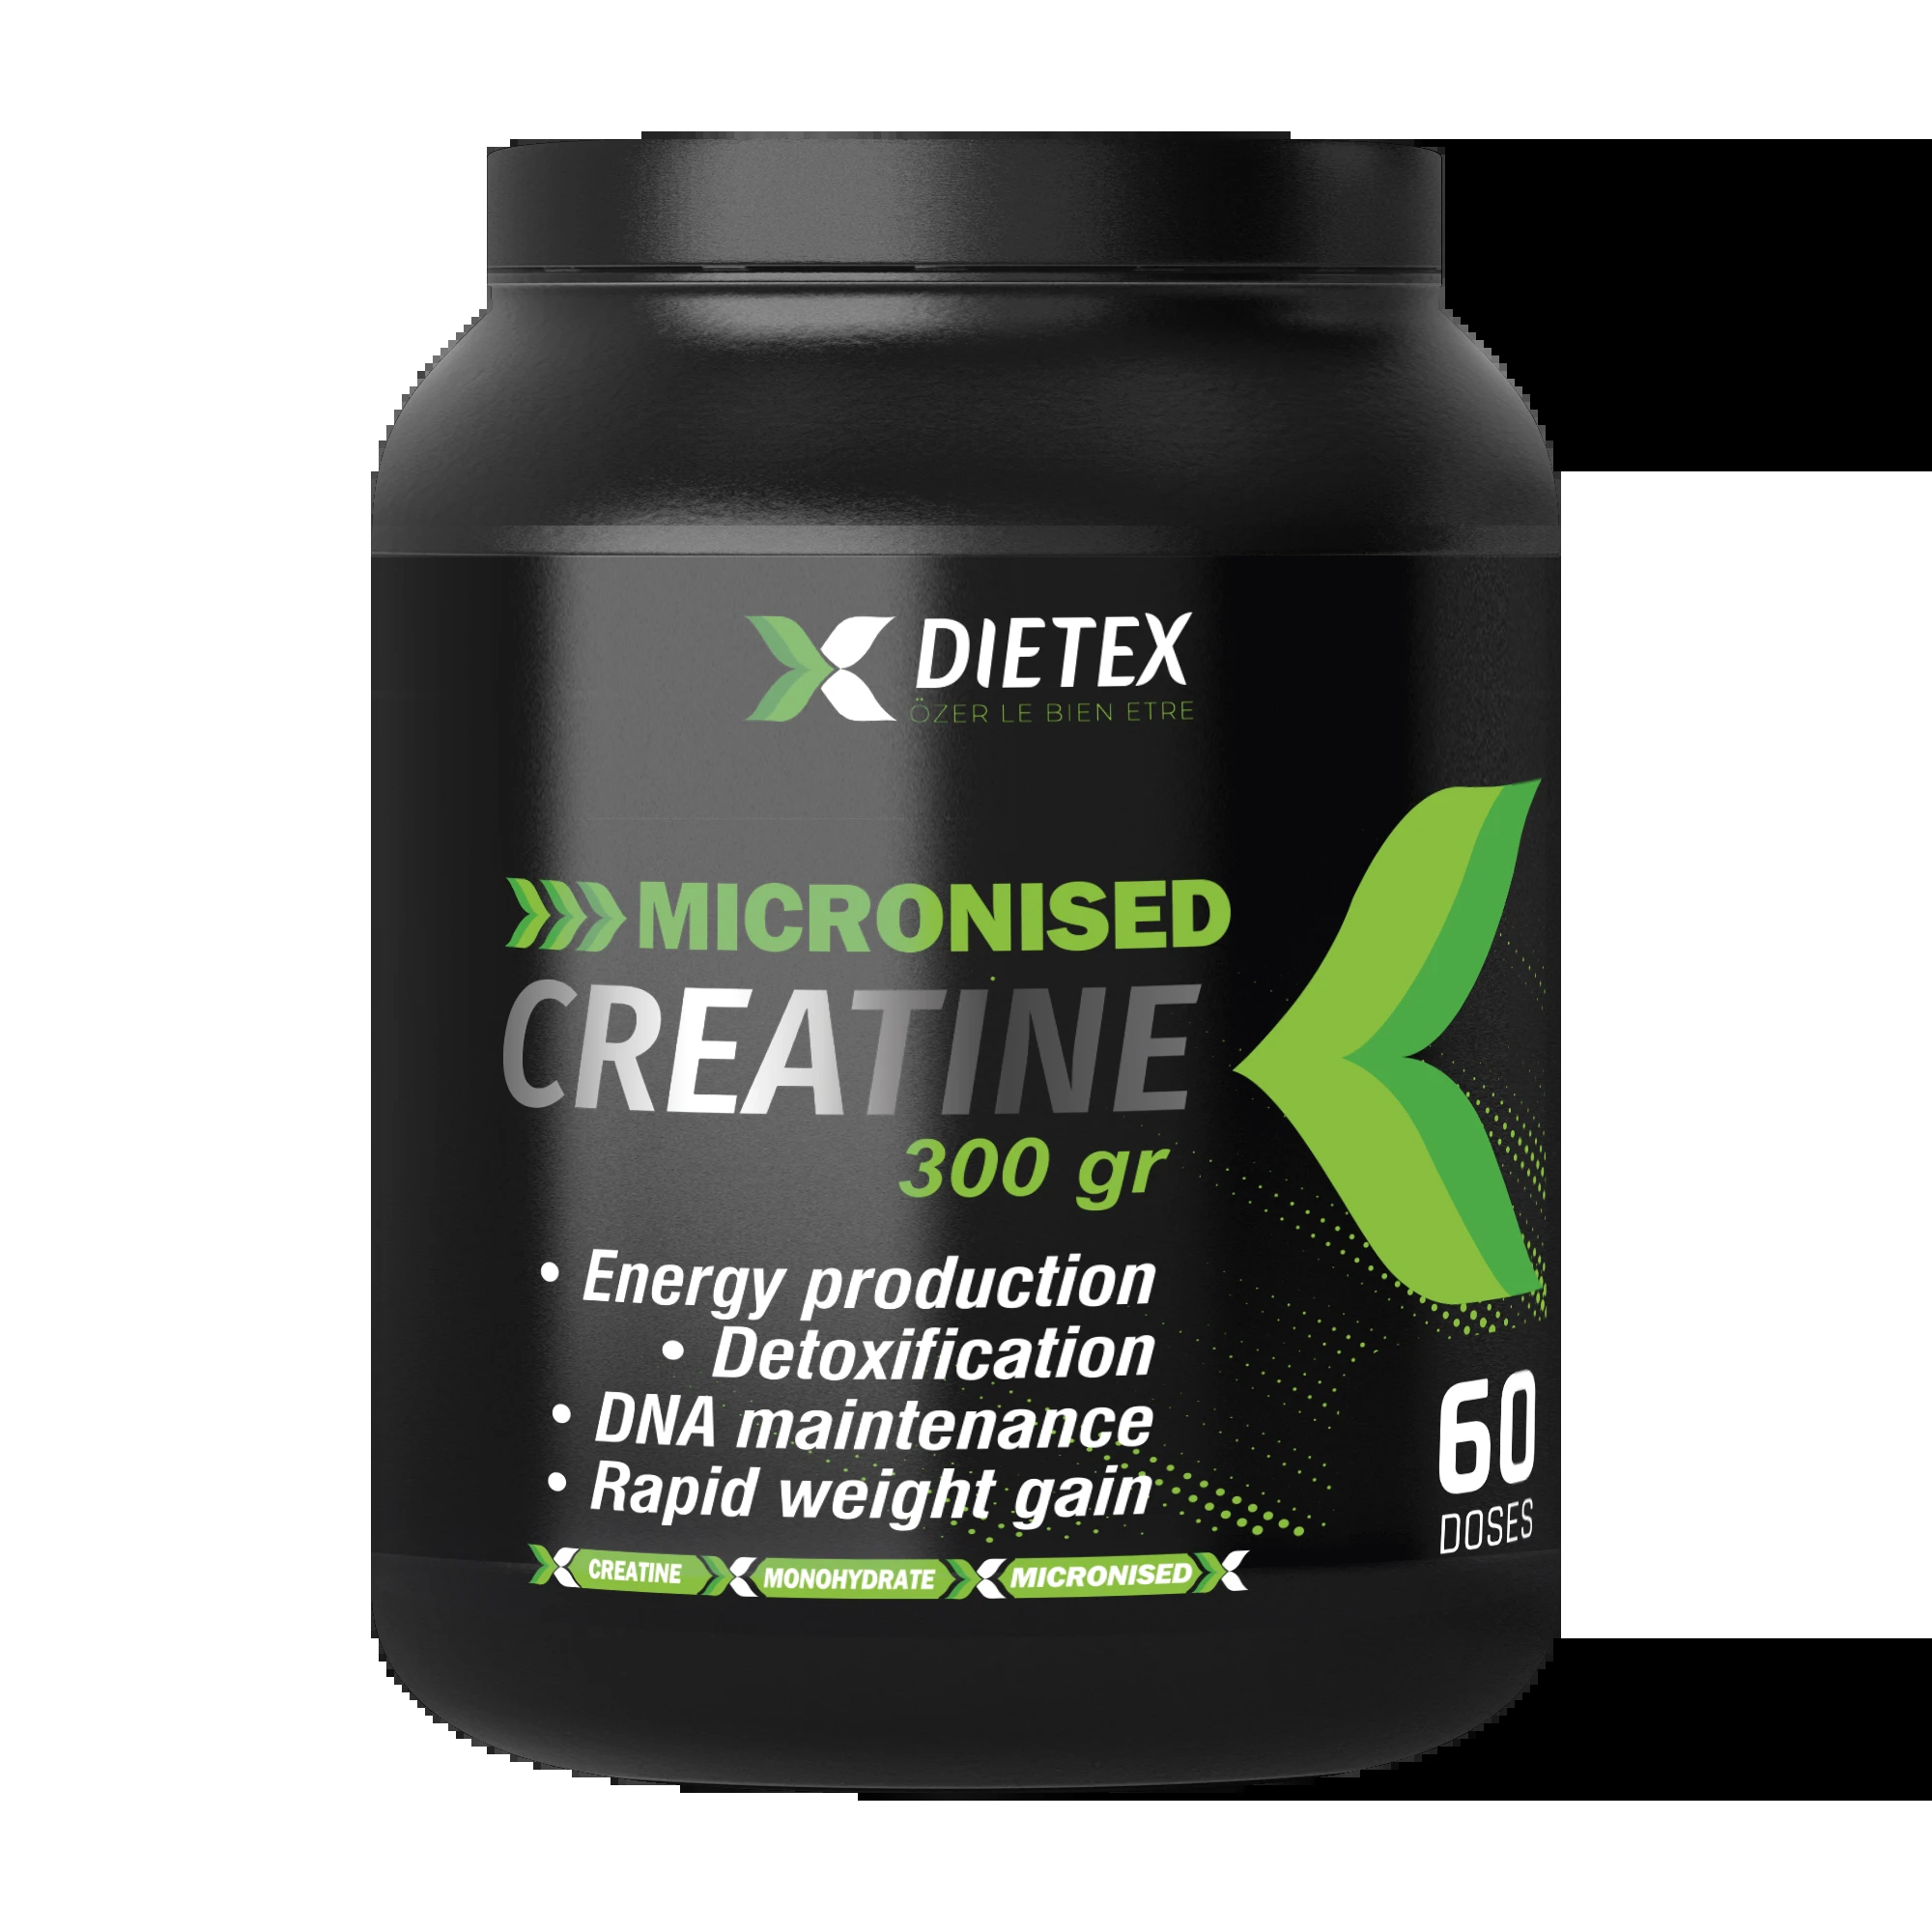 DIETEX
ÖZER LE BIEN ETRE
MICRONISED
CREATINE
300 gr
• Energy production
• Detoxification
• DNA maintenance
• Rapid weight gain
60
DOSES
CREATINE MONOHYDRATE MICRONISED